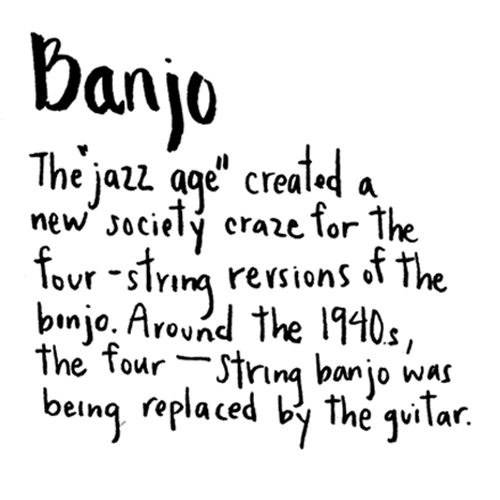 Banjo
The "jazz age" created a
new society craze for the
four-string rersions of the
banjo. Around the 1940s,
the four-string banjo was
being replaced by the guitar.